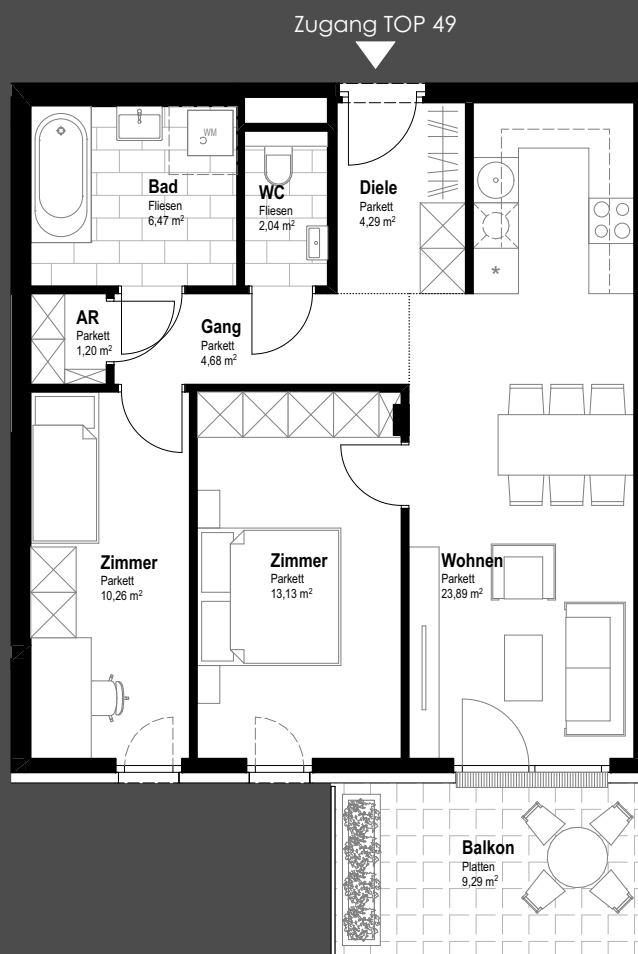 Zugang TOP 49
WM
Bad
Fliesen
6,47 m²
WC
Fliesen
2,04 m²
Diele
Parkett
4,29 m²
*
AR
Parkett
1,20 m²
Gang
Parkett
4,68 m²
Zimmer
Parkett
10,26 m²
Zimmer
Parkett
13,13 m²
Wohnen
Parkett
23,89 m²
Balkon
Platten
9,29 m²